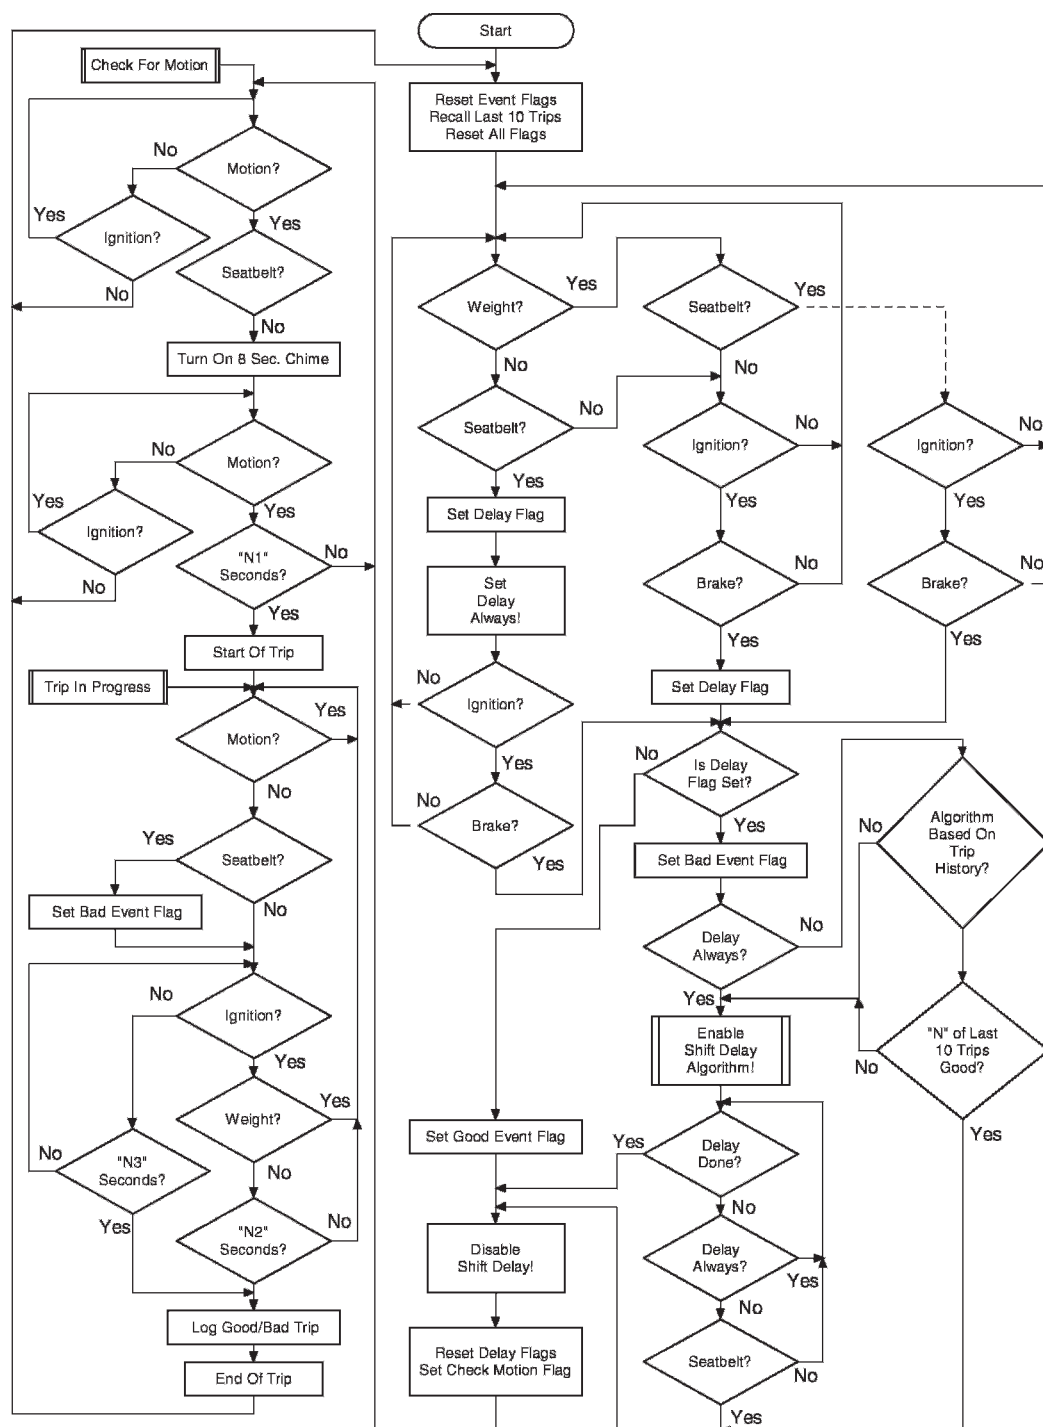 Start
Check For Motion
Reset Event Flags
Recall Last 10 Trips
Reset All Flags
No
Motion?
Yes
Yes
Ignition?
Seatbelt?
No
No
Turn On 8 Sec. Chime
No
Motion?
Yes
Yes
Ignition?
"N1"
Seconds?
No
No
Yes
Start Of Trip
Trip In Progress
Yes
Motion?
No
Yes
Seatbelt?
Set Bad Event Flag
No
No
Ignition?
Yes
Weight?
Yes
No
"N3"
Seconds?
No
Yes
"N2"
Seconds?
No
Log Good/Bad Trip
End Of Trip
Weight?
Yes
No
Seatbelt?
No
Yes
Set Delay Flag
Set
Delay
Always!
No
Ignition?
Yes
No
Brake?
Yes
Seatbelt?
Yes
No
Ignition?
No
Yes
Brake?
No
Yes
Set Delay Flag
Ignition?
No
Yes
Brake?
No
Yes
No
Is Delay
Flag Set?
Yes
Set Bad Event Flag
Delay
Always?
No
Yes
Algorithm
Based On
Trip
History?
No
"N" of Last
10 Trips
Good?
No
Yes
Enable
Shift Delay
Algorithm!
Set Good Event Flag
Yes
Delay
Done?
No
Delay
Always?
Yes
No
Seatbelt?
No
Yes
Disable
Shift Delay!
Reset Delay Flags
Set Check Motion Flag